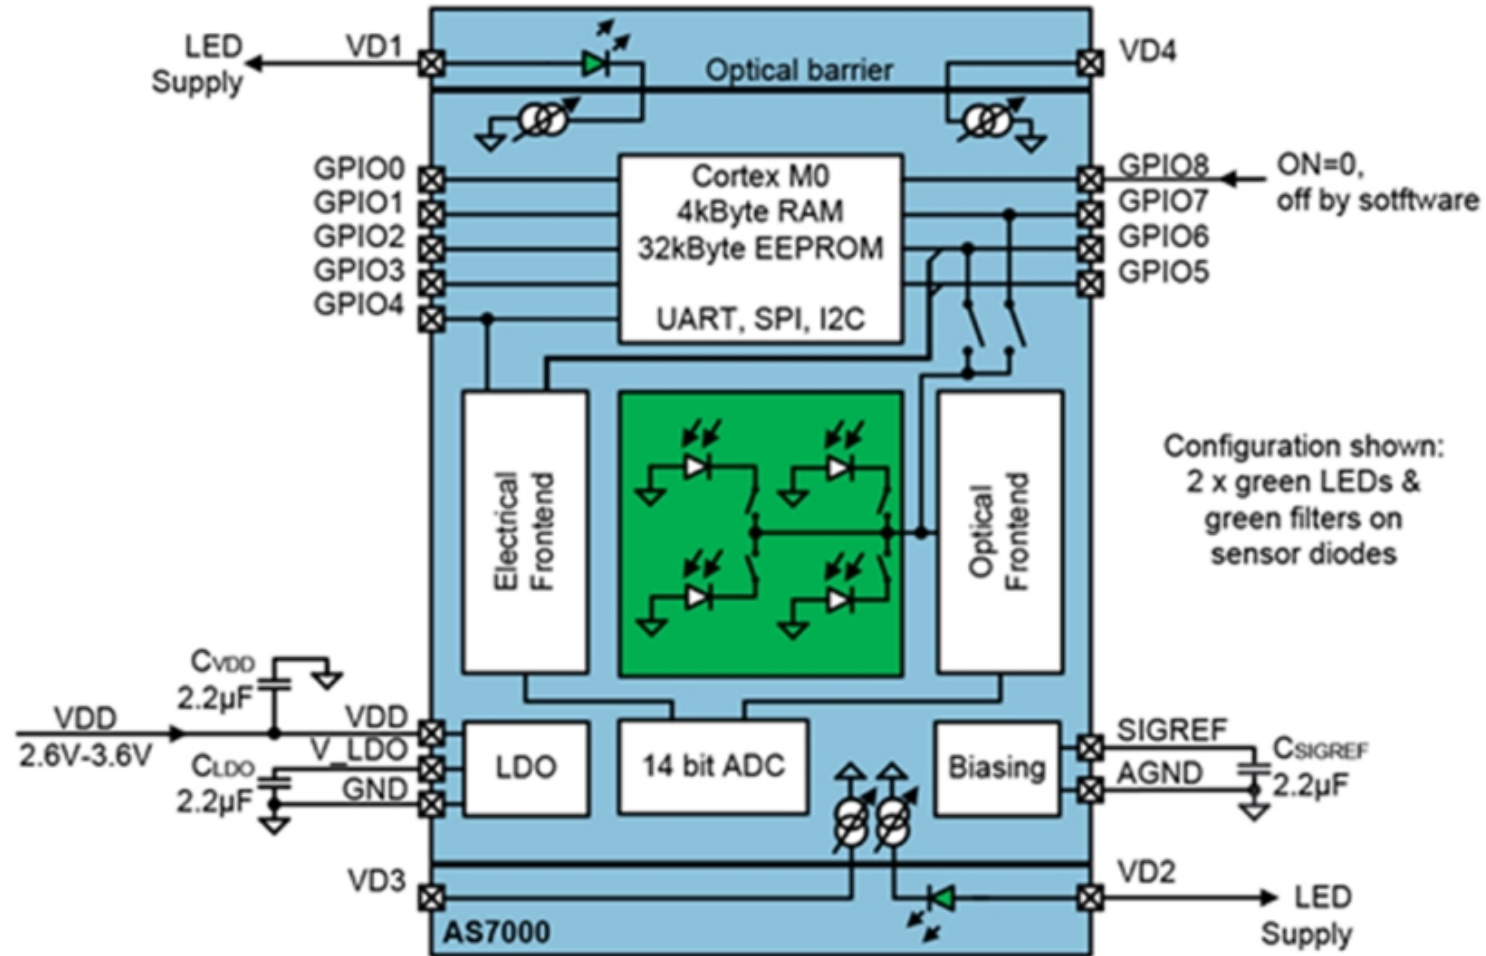 LED
Supply
VD1
Optical barrier
VD4
GPIO0
GPIO1
GPIO2
GPIO3
GPIO4
Cortex M0
4kByte RAM
32kByte EEPROM
UART, SPI, I2C
GPIO8
GPIO7
GPIO6
GPIO5
ON=0,
off by sotftware
Electrical
Frontend
Optical
Frontend
Configuration shown:
2 x green LEDs &
green filters on
sensor diodes
CVDD
2.2µF
VDD
2.6V-3.6V
CLDO
2.2µF
VDD
V_LDO
GND
LDO
14 bit ADC
Biasing
SIGREF
AGND
CSIGREF
2.2µF
VD3
VD2
AS7000
LED
Supply